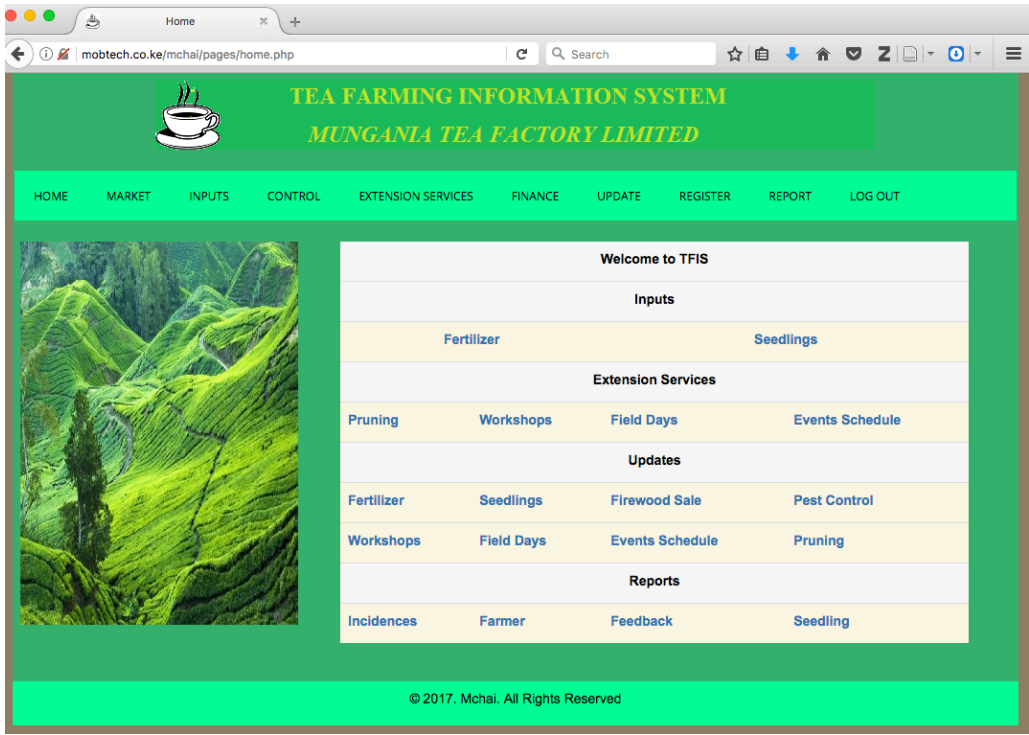 Home
mobtech.co.ke/mchai/pages/home.php
Search
TEA FARMING INFORMATION SYSTEM
MUNGANIA TEA FACTORY LIMITED
HOME MARKET INPUTS CONTROL EXTENSION SERVICES FINANCE UPDATE REGISTER REPORT LOG OUT
Welcome to TFIS
Inputs
Fertilizer Seedlings
Extension Services
Pruning Workshops Field Days Events Schedule
Updates
Fertilizer Seedlings Firewood Sale Pest Control
Workshops Field Days Events Schedule Pruning
Reports
Incidences Farmer Feedback Seedling
© 2017. Mchai. All Rights Reserved